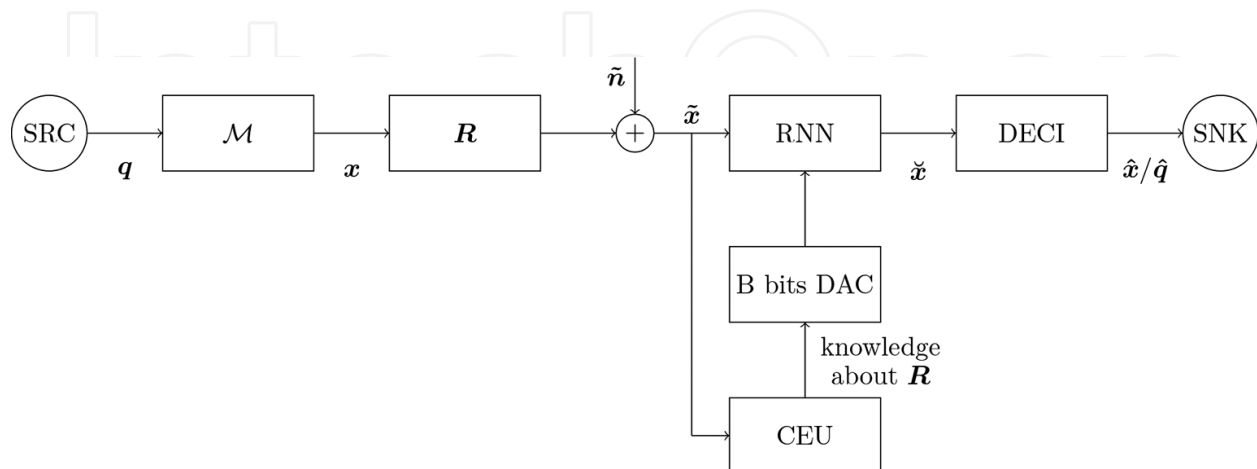 ñ
SRC
ℳ
R
+
x̃
RNN
DECI
SNK
q
x
x̆
x̂/q̂
B bits DAC
knowledge
about R
CEU